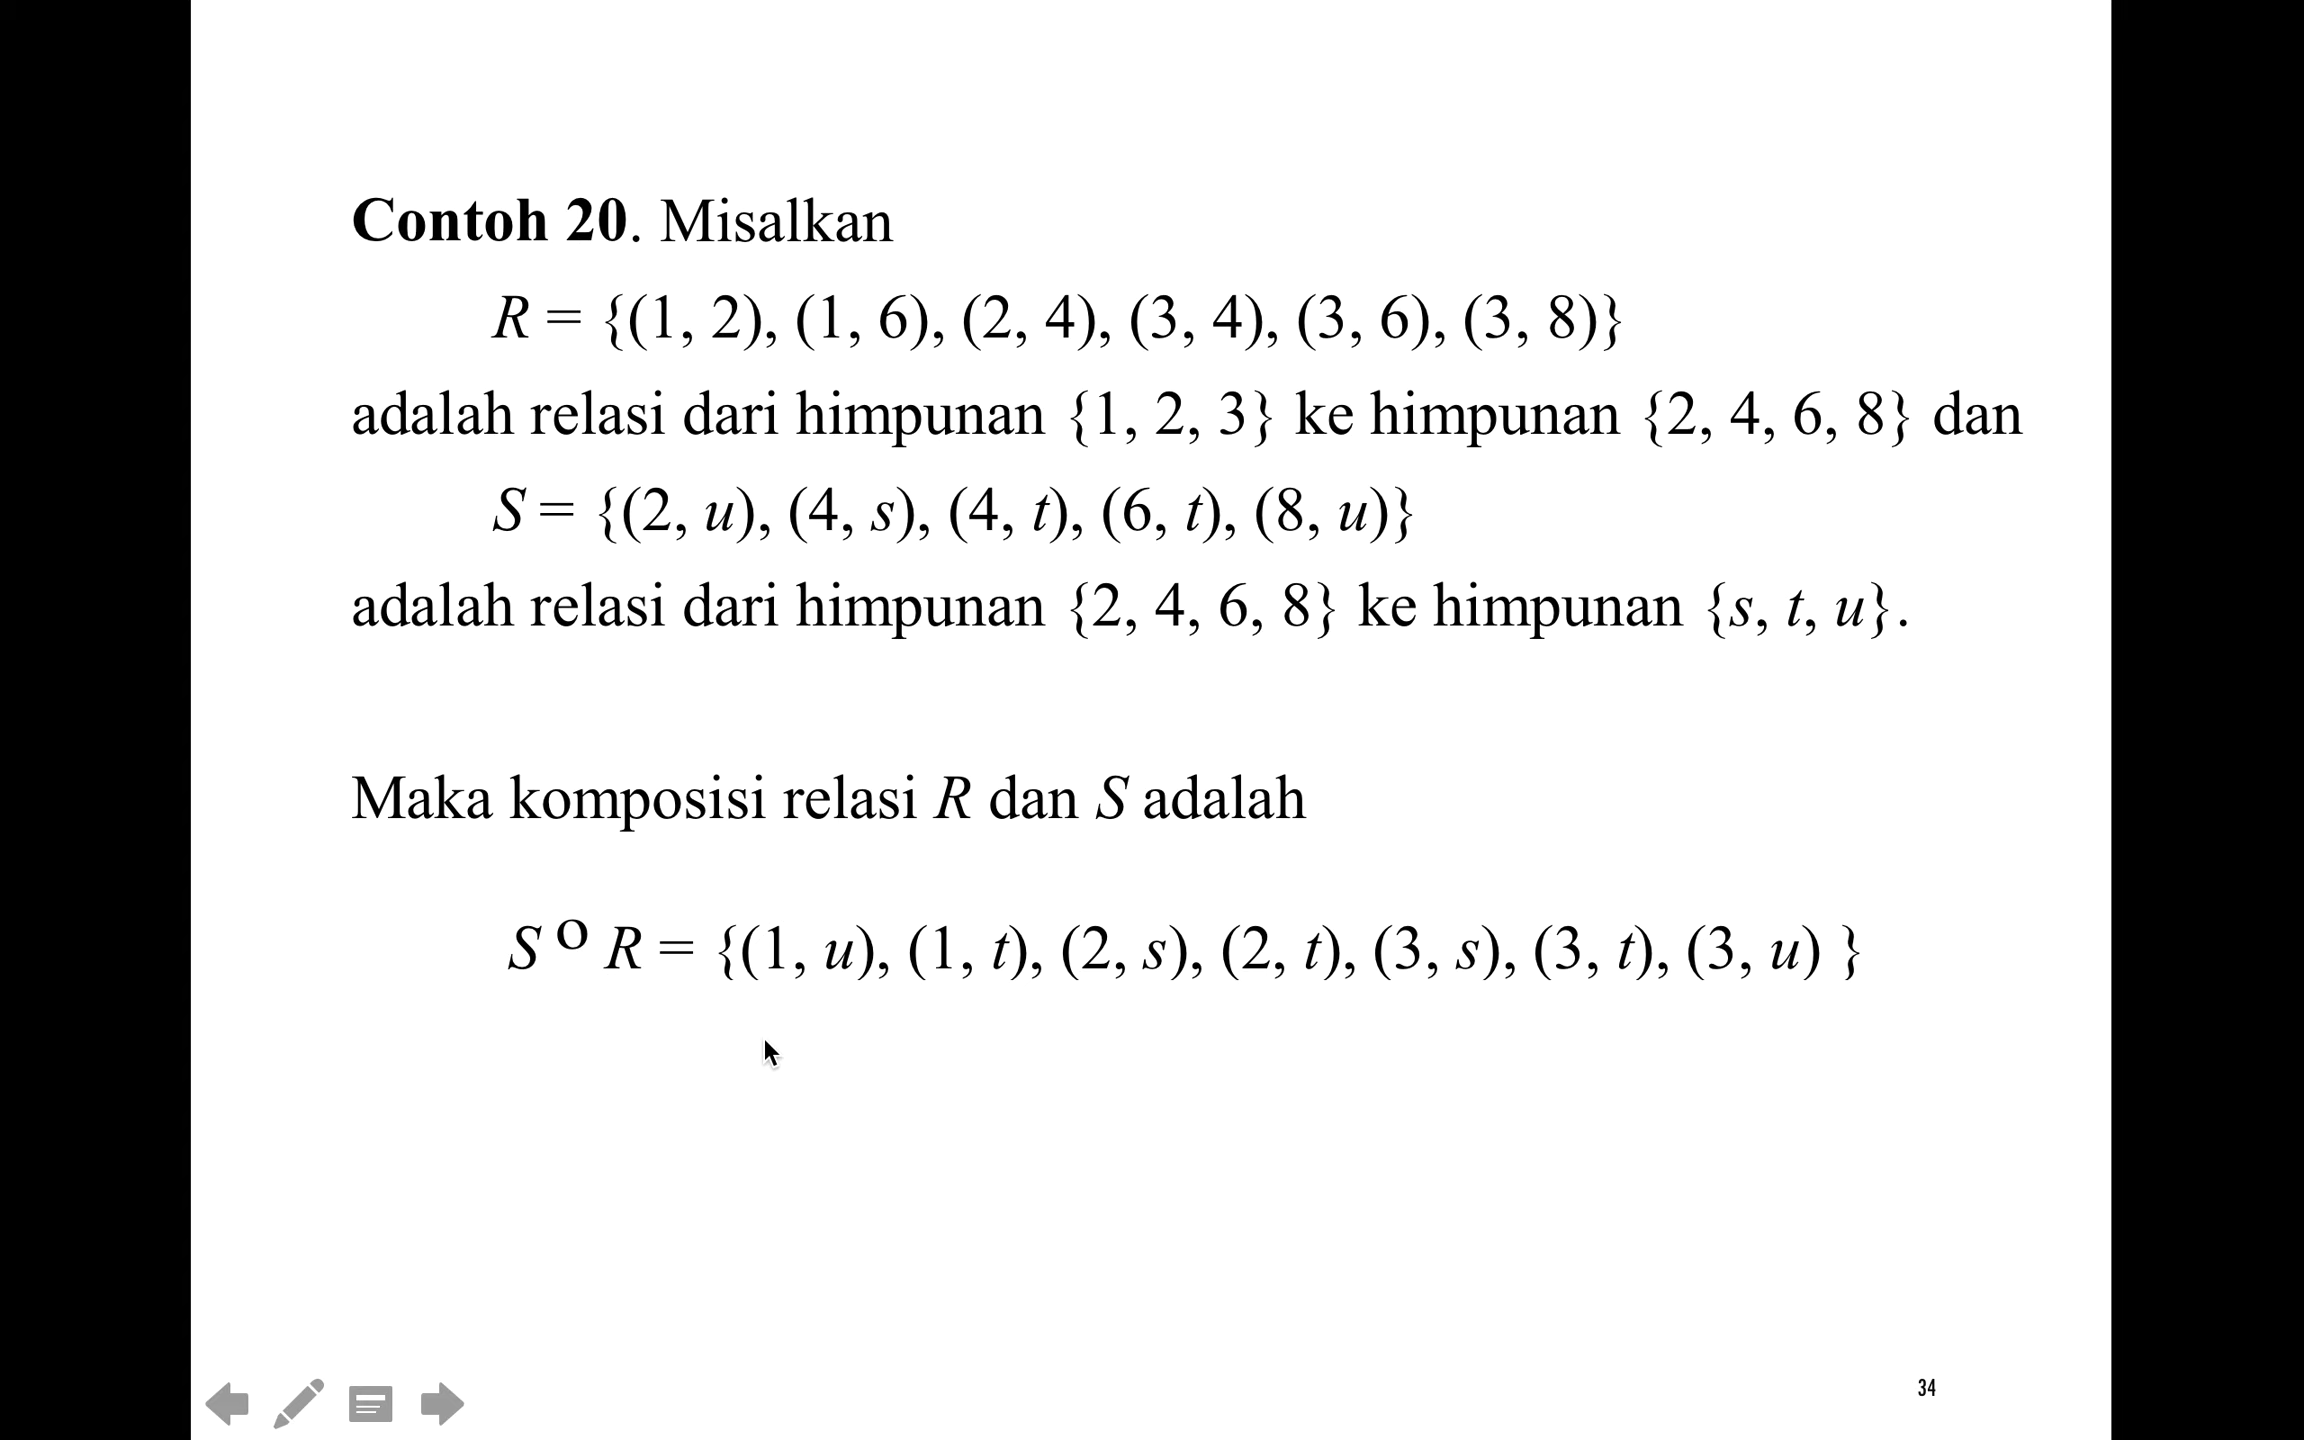 Contoh 20. Misalkan
R = {(1, 2), (1, 6), (2, 4), (3, 4), (3, 6), (3, 8)}
adalah relasi dari himpunan {1, 2, 3} ke himpunan {2, 4, 6, 8} dan
S = {(2, u), (4, s), (4, t), (6, t), (8, u)}
adalah relasi dari himpunan {2, 4, 6, 8} ke himpunan {s, t, u}.
Maka komposisi relasi R dan S adalah
S ο R = {(1, u), (1, t), (2, s), (2, t), (3, s), (3, t), (3, u) }
34